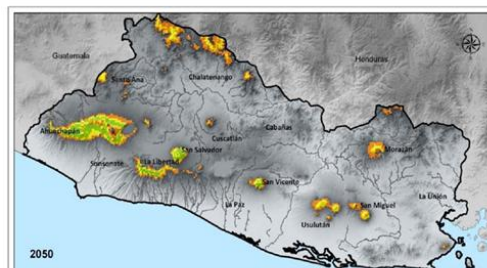 Guatemala
Honduras
Santa Ana
Chalatenango
Ahuachapán
Cuscatlán
Cabañas
San Salvador
Morazán
Sonsonate
La Libertad
San Vicente
La Paz
San Miguel
La Unión
Usulután
2050